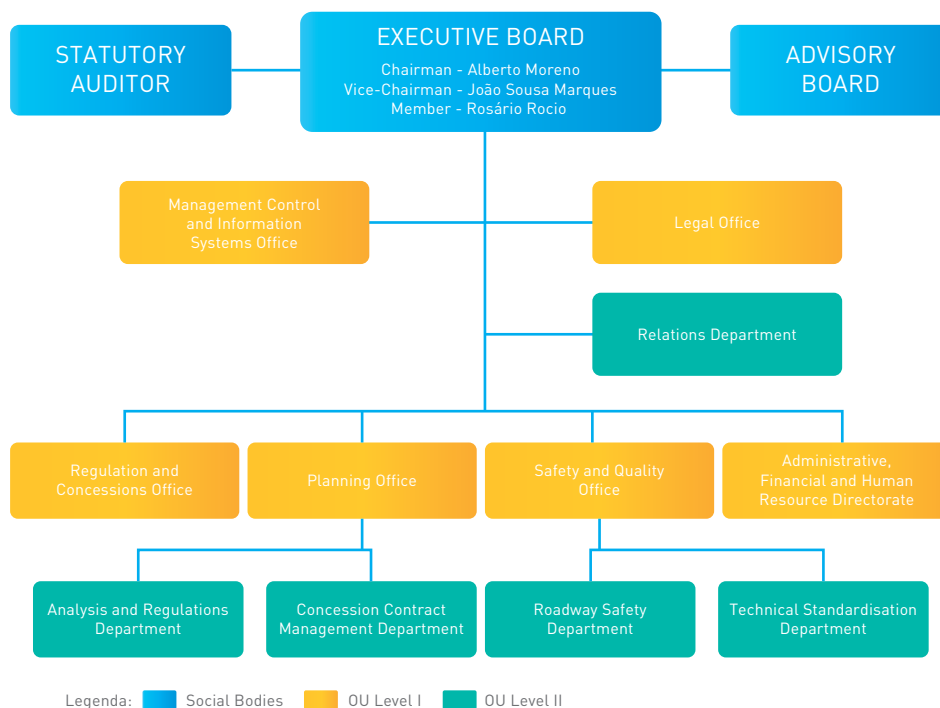 STATUTORY
AUDITOR
EXECUTIVE BOARD
Chairman - Alberto Moreno
Vice-Chairman - João Sousa Marques
Member - Rosário Rocio
ADVISORY
BOARD
Management Control
and Information
Systems Office
Legal Office
Relations Department
Regulation and
Concessions Office
Planning Office
Safety and Quality
Office
Administrative,
Financial and Human
Resource Directorate
Analysis and Regulations
Department
Concession Contract
Management Department
Roadway Safety
Department
Technical Standardisation
Department
Legenda: Social Bodies OU Level I OU Level II